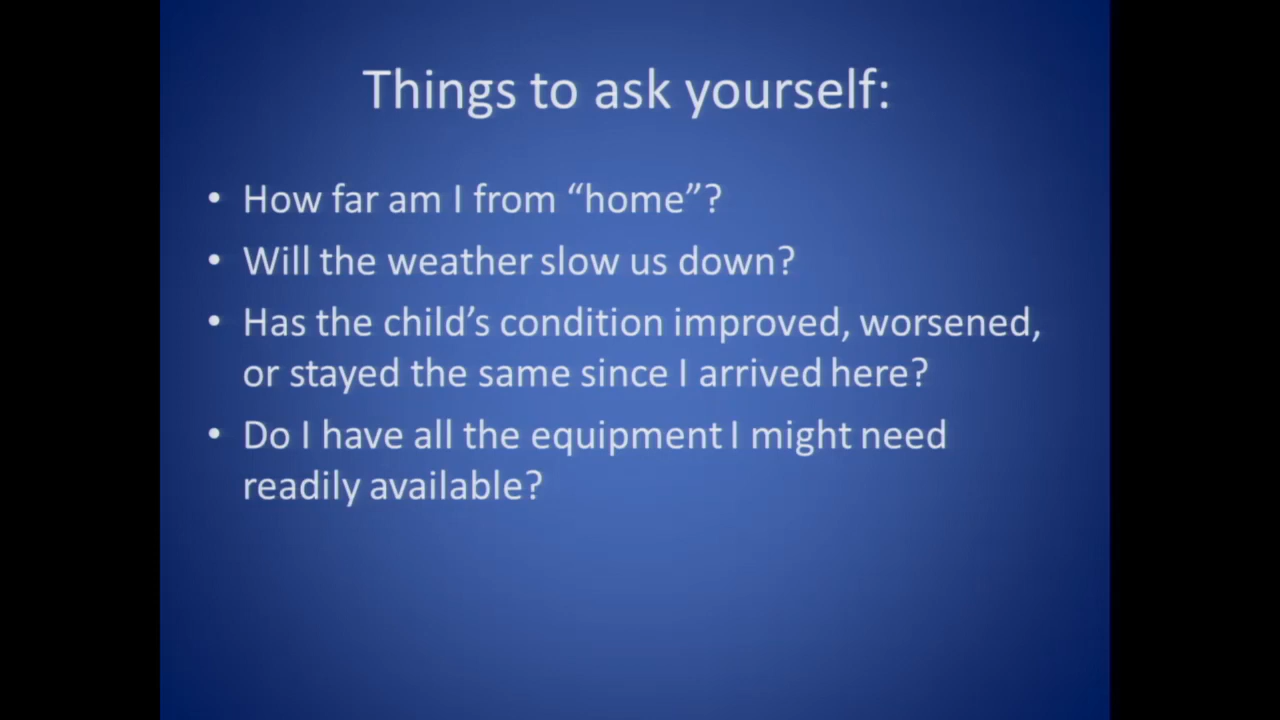 Things to ask yourself:
• How far am I from “home”?
• Will the weather slow us down?
• Has the child’s condition improved, worsened,
or stayed the same since I arrived here?
• Do I have all the equipment I might need
readily available?